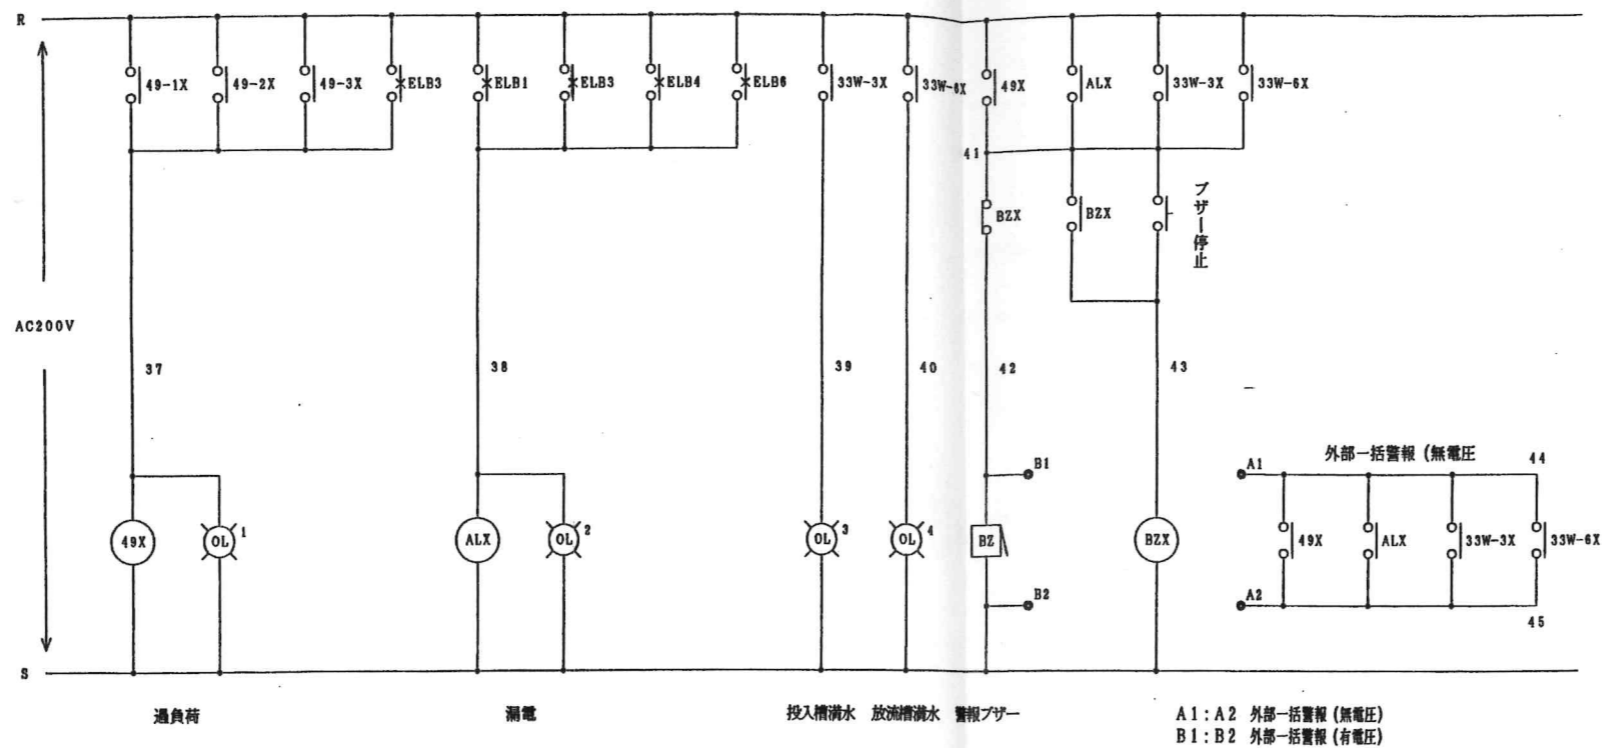 R
49-1X 49-2X 49-3X ELB3 ELB1 ELB3 ELB4 ELB6 33W-3X 33W-6X 49X ALX 33W-3X 33W-6X
41
BZX BZX ブザー停止
AC200V
37 38 39 40 42 43
外部一括警報 (無電圧 44
B1 A1
49X OL 1 ALX OL 2 OL 3 OL 4 BZ BZX 49X ALX 33W-3X 33W-6X
B2 A2
45
S
過負荷 漏電 投入槽満水 放流槽満水 警報ブザー
A1:A2 外部一括警報 (無電圧)
B1:B2 外部一括警報 (有電圧)